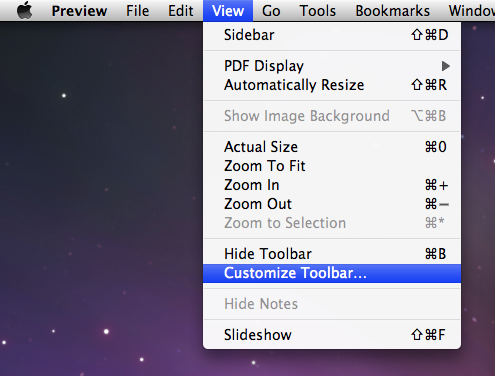 Preview File Edit View Go Tools Bookmarks Window
Sidebar ⇧⌘D
PDF Display ▶
Automatically Resize ⇧⌘R
Show Image Background ⌥⌘B
Actual Size ⌘0
Zoom To Fit
Zoom In ⌘+
Zoom Out ⌘−
Zoom to Selection ⌘*
Hide Toolbar ⌘B
Customize Toolbar...
Hide Notes
Slideshow ⇧⌘F